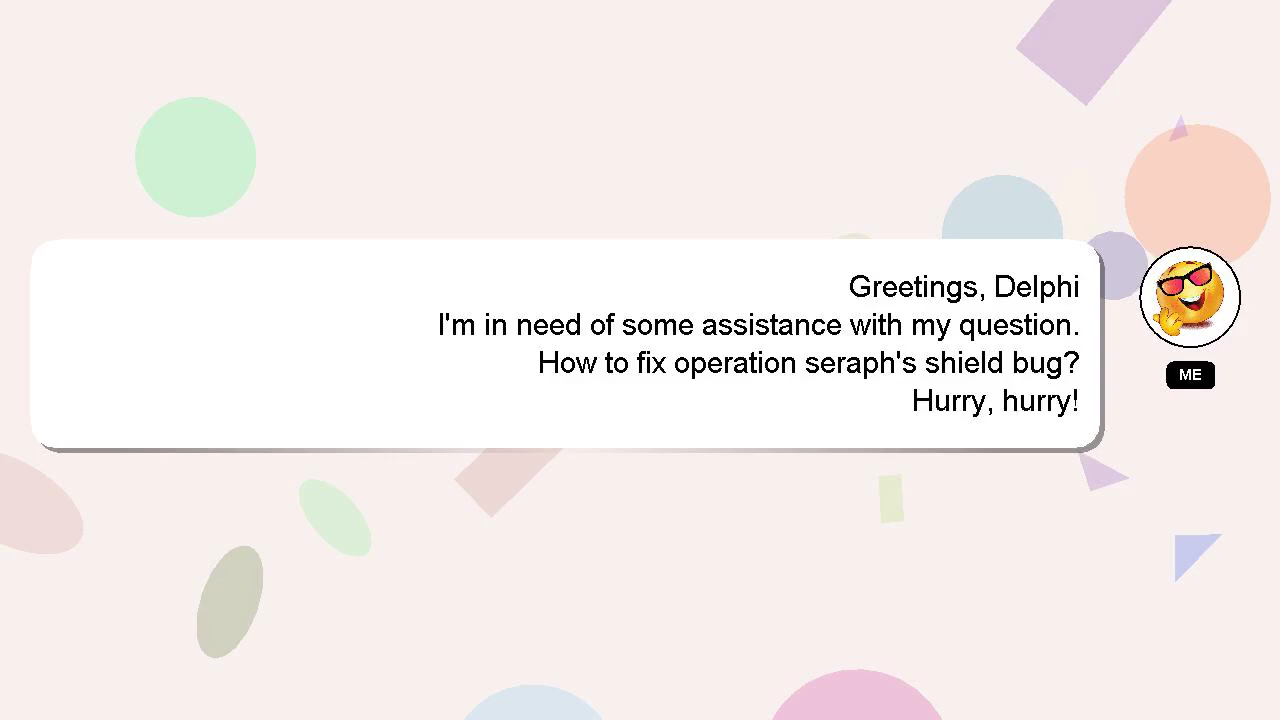 Greetings, Delphi
I'm in need of some assistance with my question.
How to fix operation seraph's shield bug?
Hurry, hurry!
ME